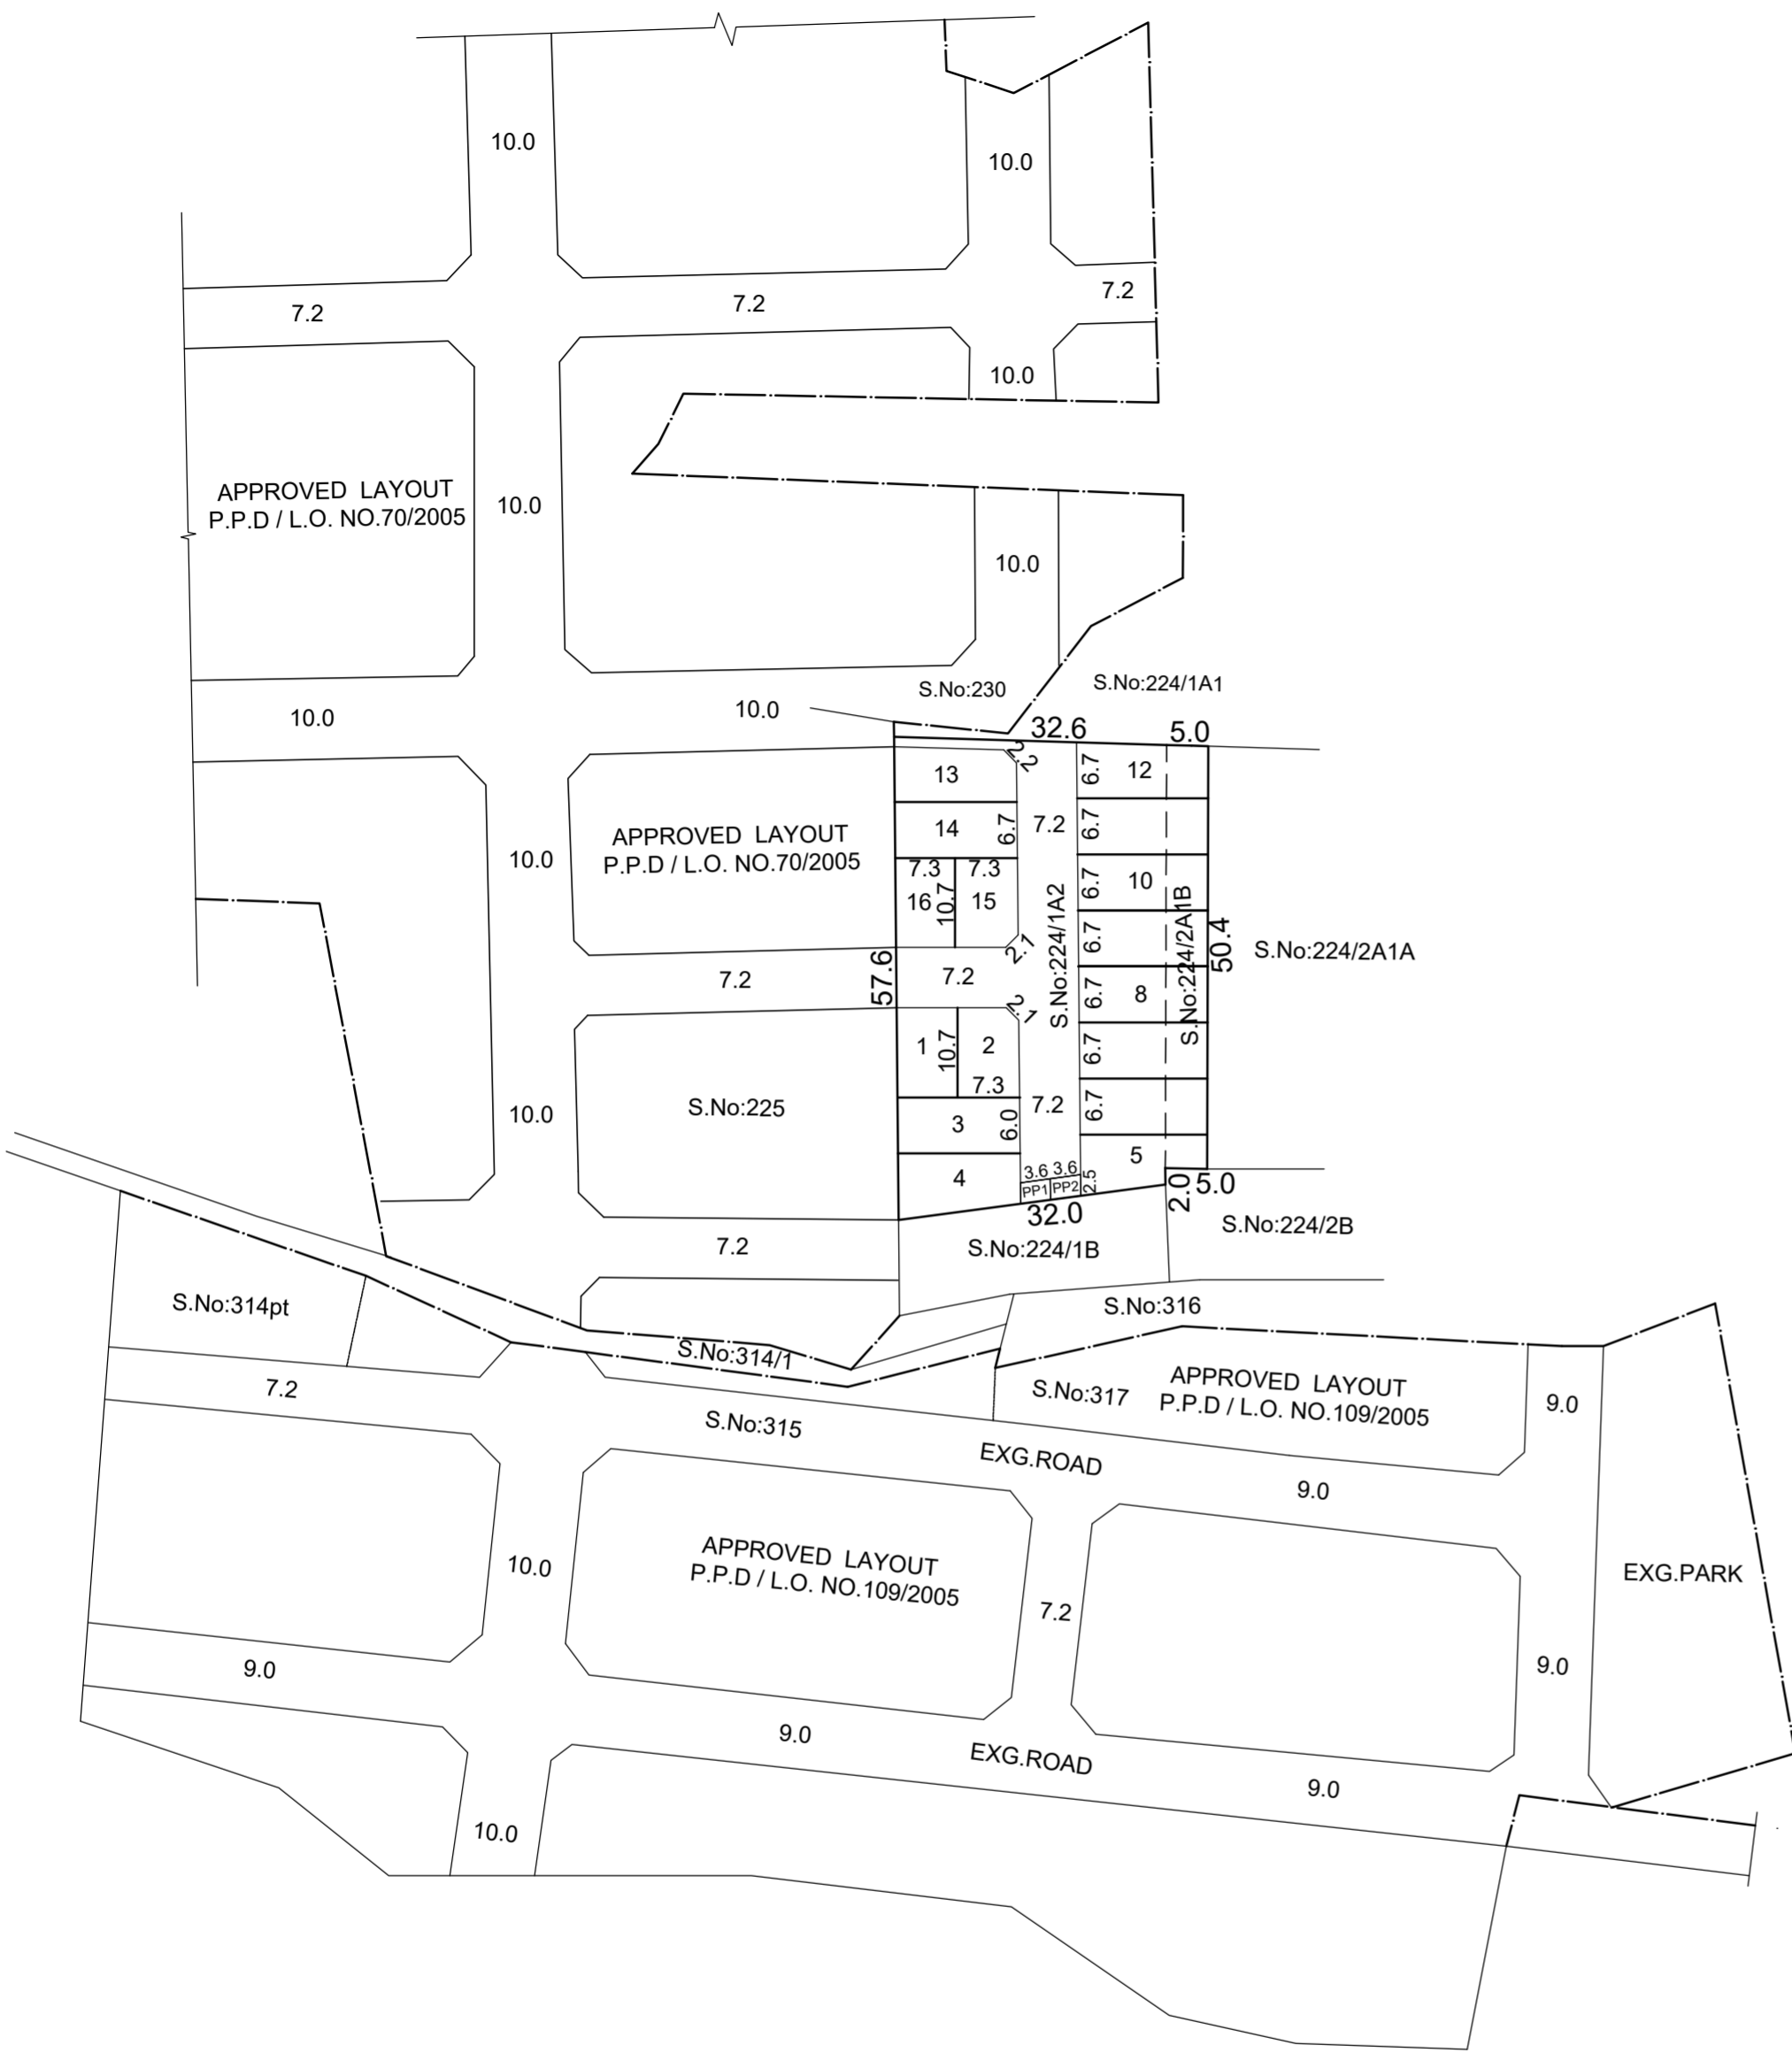 10.0
10.0
7.2
7.2
7.2
10.0
APPROVED LAYOUT
P.P.D / L.O. NO.70/2005
10.0
10.0
S.No:230
S.No:224/1A1
10.0
10.0
32.6
5.0
2.2
13
6.7
12
14
6.7
7.2
6.7
APPROVED LAYOUT
P.P.D / L.O. NO.70/2005
10.0
7.3
7.3
16
10.7
15
6.7
10
S.No:224/1A2
S.No:224/2A1B
50.4
S.No:224/2A1A
6.7
2.1
57.6
7.2
7.2
6.7
8
2.1
1
10.7
2
7.3
6.7
10.0
S.No:225
3
6.0
7.2
6.7
4
3.6
3.6
PP1
PP2
2.5
5
2.0
5.0
32.0
7.2
S.No:224/1B
S.No:224/2B
S.No:314pt
S.No:316
S.No:314/1
7.2
S.No:317
APPROVED LAYOUT
P.P.D / L.O. NO.109/2005
9.0
S.No:315
EXG.ROAD
9.0
10.0
APPROVED LAYOUT
P.P.D / L.O. NO.109/2005
7.2
EXG.PARK
9.0
9.0
9.0
EXG.ROAD
9.0
10.0